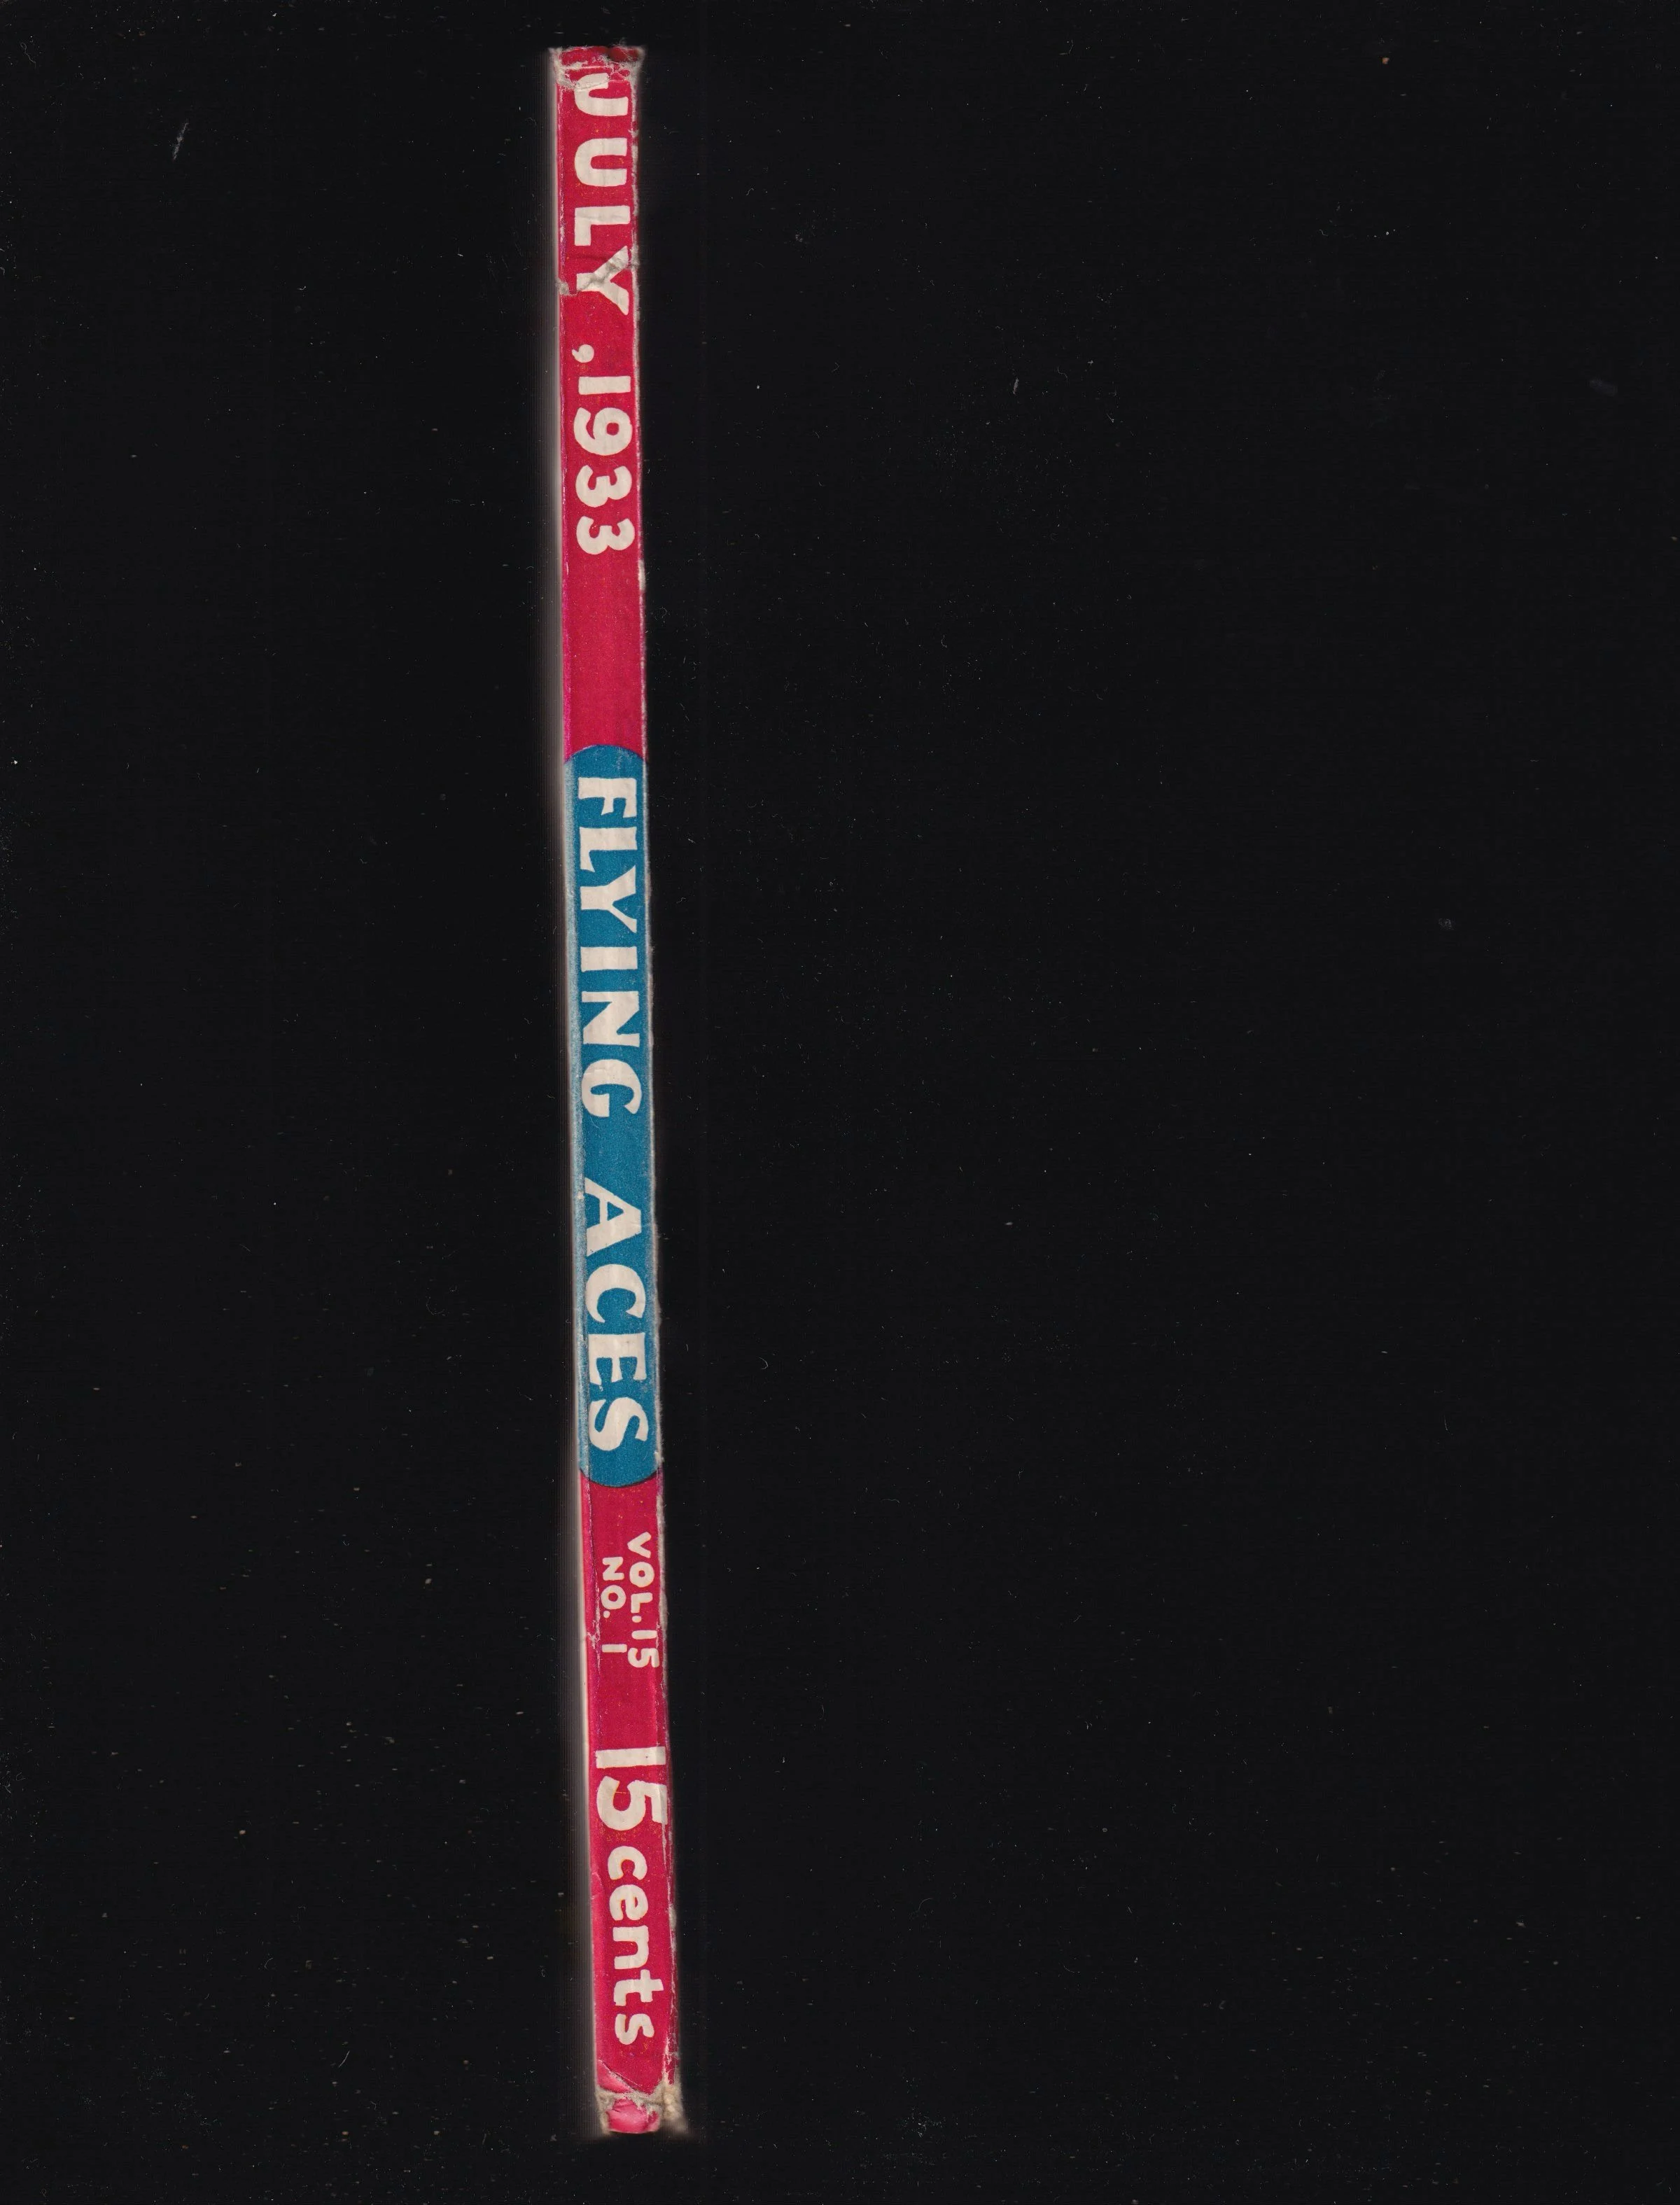 JULY, 1933
FLYING ACES
VOL. 15
NO. 1
15 cents